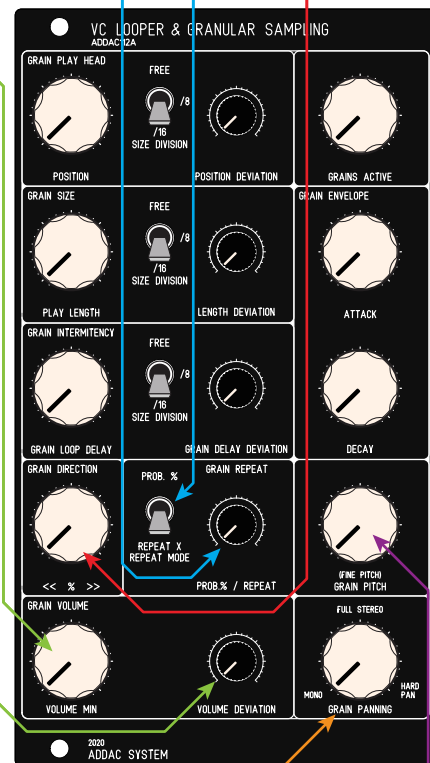 VC LOOPER & GRANULAR SAMPLING
ADDAC112A
GRAIN PLAY HEAD
FREE
/8
/16
SIZE DIVISION
POSITION
POSITION DEVIATION
GRAINS ACTIVE
GRAIN SIZE
FREE
/8
/16
SIZE DIVISION
PLAY LENGTH
LENGTH DEVIATION
GRAIN ENVELOPE
ATTACK
GRAIN INTERMITENCY
FREE
/8
/16
SIZE DIVISION
GRAIN LOOP DELAY
GRAIN DELAY DEVIATION
DECAY
GRAIN DIRECTION
<< % >>
PROB. %
GRAIN REPEAT
REPEAT X
REPEAT MODE
PROB.% / REPEAT
(FINE PITCH)
GRAIN PITCH
GRAIN VOLUME
VOLUME MIN
VOLUME DEVIATION
FULL STEREO
MONO
HARD
PAN
GRAIN PANNING
2020
ADDAC SYSTEM